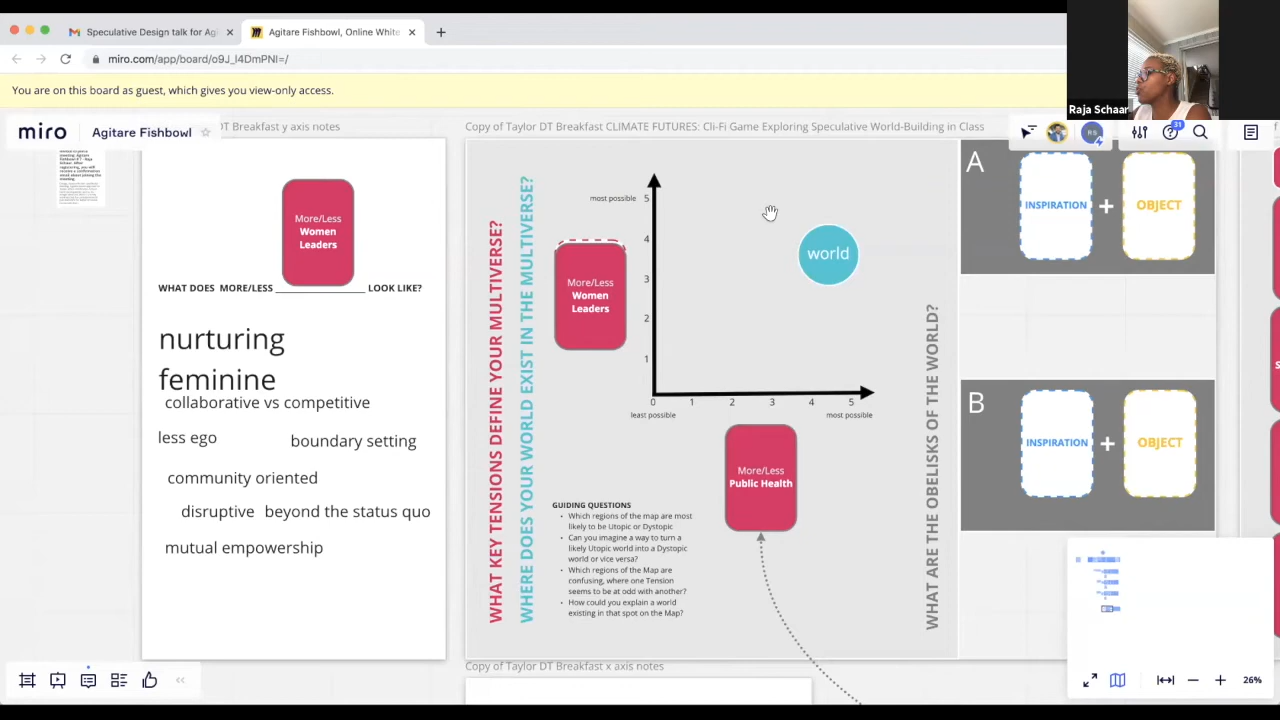 Speculative Design talk for Ag
Agitare Fishbowl, Online White
miro.com/app/board/o9J_l4DmPNI=/
You are on this board as guest, which gives you view-only access.
Raja Schaar
miro
Agitare Fishbowl
DT Breakfast y axis notes
Copy of Taylor DT Breakfast CLIMATE FUTURES: Cli-Fi Game Exploring Speculative World-Building in Class
31
More/Less
Women
Leaders
WHAT DOES MORE/LESS ____________________ LOOK LIKE?
nurturing
feminine
collaborative vs competitive
less ego
boundary setting
community oriented
disruptive
beyond the status quo
mutual empowership
WHAT KEY TENSIONS DEFINE YOUR MULTIVERSE?
WHERE DOES YOUR WORLD EXIST IN THE MULTIVERSE?
More/Less
Women
Leaders
most possible
5
4
3
2
1
0 1 2 3 4 5
least possible
most possible
world
More/Less
Public Health
GUIDING QUESTIONS
• Which regions of the map are most
likely to be Utopic or Dystopic
• Can you imagine a way to turn a
likely Utopic world into a Dystopic
world or vice versa?
• Which regions of the Map are
confusing, where one Tension
seems to be at odd with another?
• How could you explain a world
existing in that spot on the Map?
WHAT ARE THE OBELISKS OF THE WORLD?
A
INSPIRATION + OBJECT
B
INSPIRATION + OBJECT
Copy of Taylor DT Breakfast x axis notes
26%